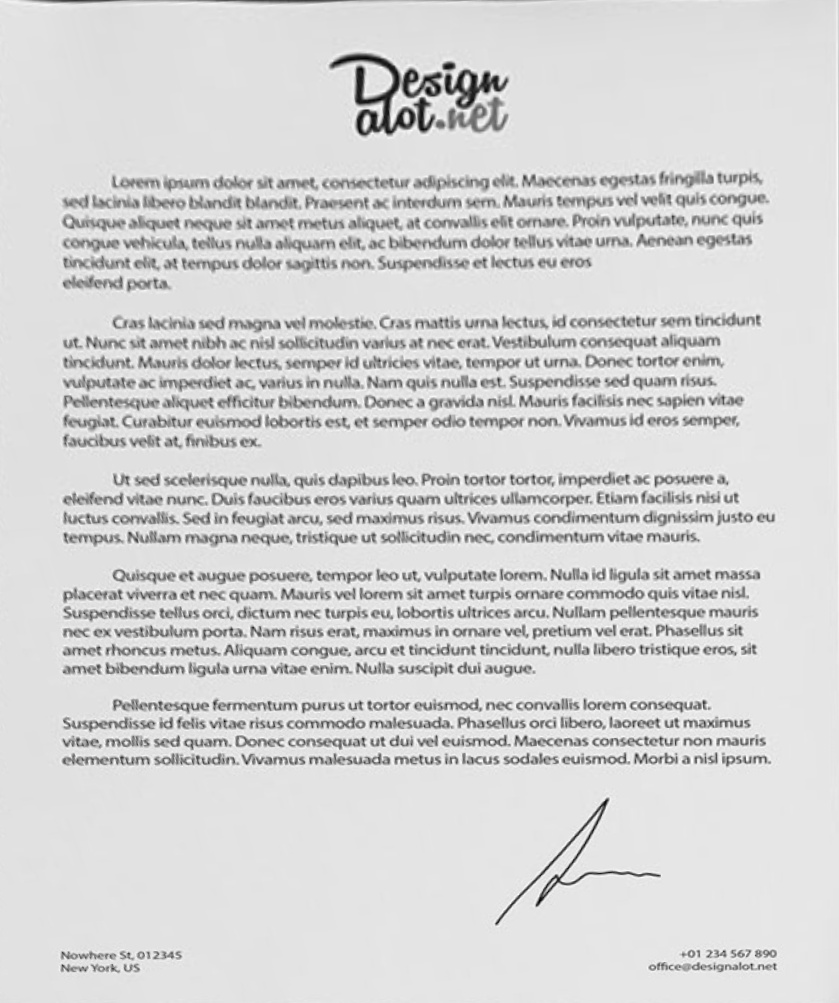 Design
alot.net
Lorem ipsum dolor sit amet, consectetur adipiscing elit. Maecenas egestas fringilla turpis,
sed lacinia libero blandit blandit. Praesent ac interdum sem. Mauris tempus vel velit quis congue.
Quisque aliquet neque sit amet metus aliquet, at convallis elit ornare. Proin vulputate, nunc quis
congue vehicula, tellus nulla aliquam elit, ac bibendum dolor tellus vitae urna. Aenean egestas
tincidunt elit, at tempus dolor sagittis non. Suspendisse et lectus eu eros
eleifend porta.
Cras lacinia sed magna vel molestie. Cras mattis urna lectus, id consectetur sem tincidunt
ut. Nunc sit amet nibh ac nisl sollicitudin varius at nec erat. Vestibulum consequat aliquam
tincidunt. Mauris dolor lectus, semper id ultricies vitae, tempor ut urna. Donec tortor enim,
vulputate ac imperdiet ac, varius in nulla. Nam quis nulla est. Suspendisse sed quam risus.
Pellentesque aliquet efficitur bibendum. Donec a gravida nisl. Mauris facilisis nec sapien vitae
feugiat. Curabitur euismod lobortis est, et semper odio tempor non. Vivamus id eros semper,
faucibus velit at, finibus ex.
Ut sed scelerisque nulla, quis dapibus leo. Proin tortor tortor, imperdiet ac posuere a,
eleifend vitae nunc. Duis faucibus eros varius quam ultrices ullamcorper. Etiam facilisis nisi ut
luctus convallis. Sed in feugiat arcu, sed maximus risus. Vivamus condimentum dignissim justo eu
tempus. Nullam magna neque, tristique ut sollicitudin nec, condimentum vitae mauris.
Quisque et augue posuere, tempor leo ut, vulputate lorem. Nulla id ligula sit amet massa
placerat viverra et nec quam. Mauris vel lorem sit amet turpis ornare commodo quis vitae nisl.
Suspendisse tellus orci, dictum nec turpis eu, lobortis ultrices arcu. Nullam pellentesque mauris
nec ex vestibulum porta. Nam risus erat, maximus in ornare vel, pretium vel erat. Phasellus sit
amet rhoncus metus. Aliquam congue, arcu et tincidunt tincidunt, nulla libero tristique eros, sit
amet bibendum ligula urna vitae enim. Nulla suscipit dui augue.
Pellentesque fermentum purus ut tortor euismod, nec convallis lorem consequat.
Suspendisse id felis vitae risus commodo malesuada. Phasellus orci libero, laoreet ut maximus
vitae, mollis sed quam. Donec consequat ut dui vel euismod. Maecenas consectetur non mauris
elementum sollicitudin. Vivamus malesuada metus in lacus sodales euismod. Morbi a nisl ipsum.
Nowhere St, 012345
New York, US
+01 234 567 890
office@designalot.net